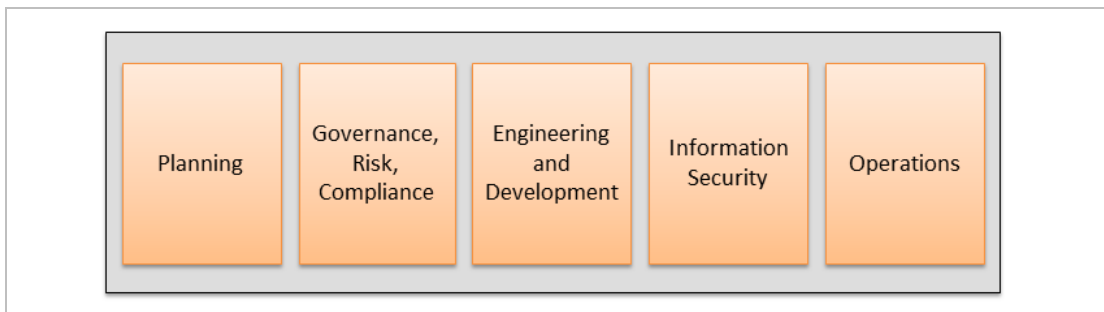 Planning
Governance,
Risk,
Compliance
Engineering
and
Development
Information
Security
Operations